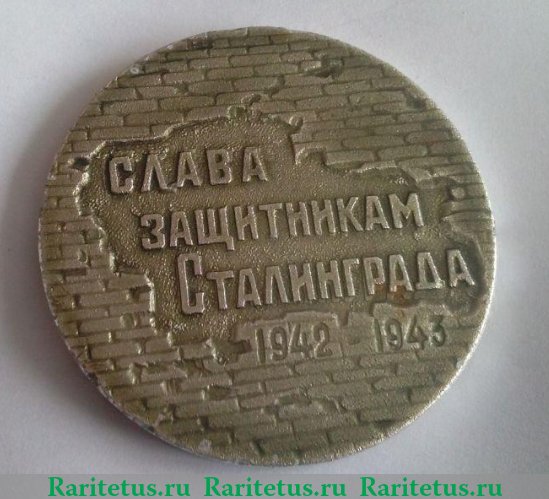 СЛАВА
ЗАЩИТНИКАМ
СТАЛИНГРАДА
1942 - 1943
Raritetus.ru Raritetus.ru Raritetus.ru